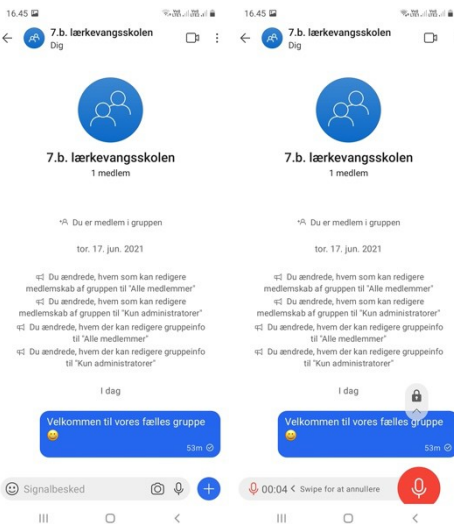 16.45
7.b. lærkevangsskolen
Dig
7.b. lærkevangsskolen
1 medlem
Du er medlem i gruppen
tor. 17. jun. 2021
Du ændrede, hvem som kan redigere
medlemskab af gruppen til "Alle medlemmer"
Du ændrede, hvem som kan redigere
medlemskab af gruppen til "Kun administratorer"
Du ændrede, hvem der kan redigere gruppeinfo
til "Alle medlemmer"
Du ændrede, hvem der kan redigere gruppeinfo
til "Kun administratorer"
I dag
Velkommen til vores fælles gruppe
53m
Signalbesked
16.45
7.b. lærkevangsskolen
Dig
7.b. lærkevangsskolen
1 medlem
Du er medlem i gruppen
tor. 17. jun. 2021
Du ændrede, hvem som kan redigere
medlemskab af gruppen til "Alle medlemmer"
Du ændrede, hvem som kan redigere
medlemskab af gruppen til "Kun administratorer"
Du ændrede, hvem der kan redigere gruppeinfo
til "Alle medlemmer"
Du ændrede, hvem der kan redigere gruppeinfo
til "Kun administratorer"
I dag
Velkommen til vores fælles gruppe
53m
00:04 < Swipe for at annullere